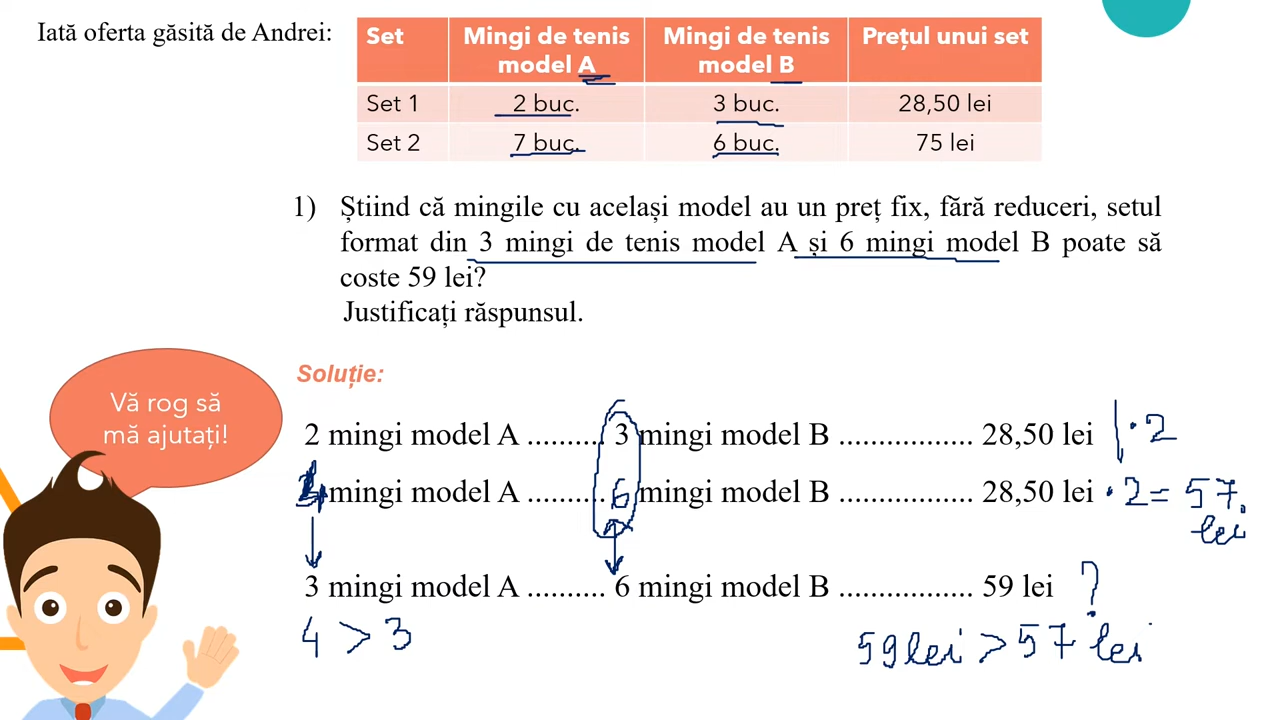 Iată oferta găsită de Andrei:
Set Mingi de tenis model A Mingi de tenis model B Prețul unui set
Set 1 2 buc. 3 buc. 28,50 lei
Set 2 7 buc. 6 buc. 75 lei
1) Știind că mingile cu același model au un preț fix, fără reduceri, setul
format din 3 mingi de tenis model A și 6 mingi model B poate să
coste 59 lei?
Justificați răspunsul.
Soluție:
Vă rog să
mă ajutați!
2 mingi model A .......... 3 mingi model B .................. 28,50 lei | · 2
4 mingi model A .......... 6 mingi model B .................. 28,50 lei · 2 = 57 lei
3 mingi model A .......... 6 mingi model B .................. 59 lei ?
4 > 3 59 lei > 57 lei